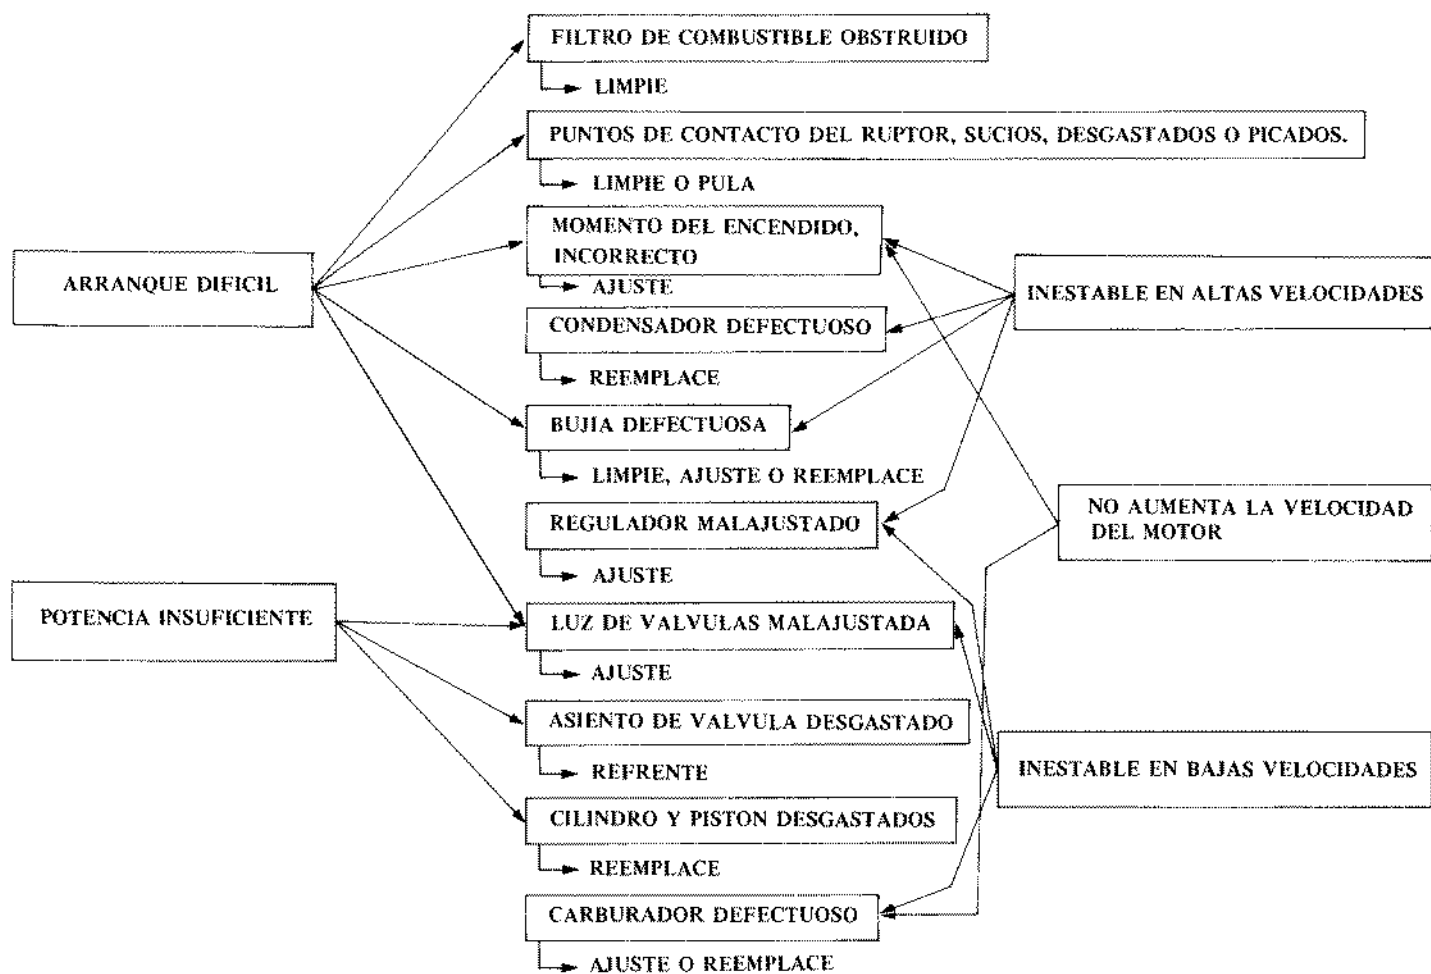 FILTRO DE COMBUSTIBLE OBSTRUIDO
LIMPIE
PUNTOS DE CONTACTO DEL RUPTOR, SUCIOS, DESGASTADOS O PICADOS.
LIMPIE O PULA
MOMENTO DEL ENCENDIDO,
INCORRECTO
AJUSTE
ARRANQUE DIFICIL
INESTABLE EN ALTAS VELOCIDADES
CONDENSADOR DEFECTUOSO
REEMPLACE
BUJIA DEFECTUOSA
LIMPIE, AJUSTE O REEMPLACE
REGULADOR MALAJUSTADO
AJUSTE
NO AUMENTA LA VELOCIDAD
DEL MOTOR
POTENCIA INSUFICIENTE
LUZ DE VALVULAS MALAJUSTADA
AJUSTE
ASIENTO DE VALVULA DESGASTADO
REFRENTE
INESTABLE EN BAJAS VELOCIDADES
CILINDRO Y PISTON DESGASTADOS
REEMPLACE
CARBURADOR DEFECTUOSO
AJUSTE O REEMPLACE